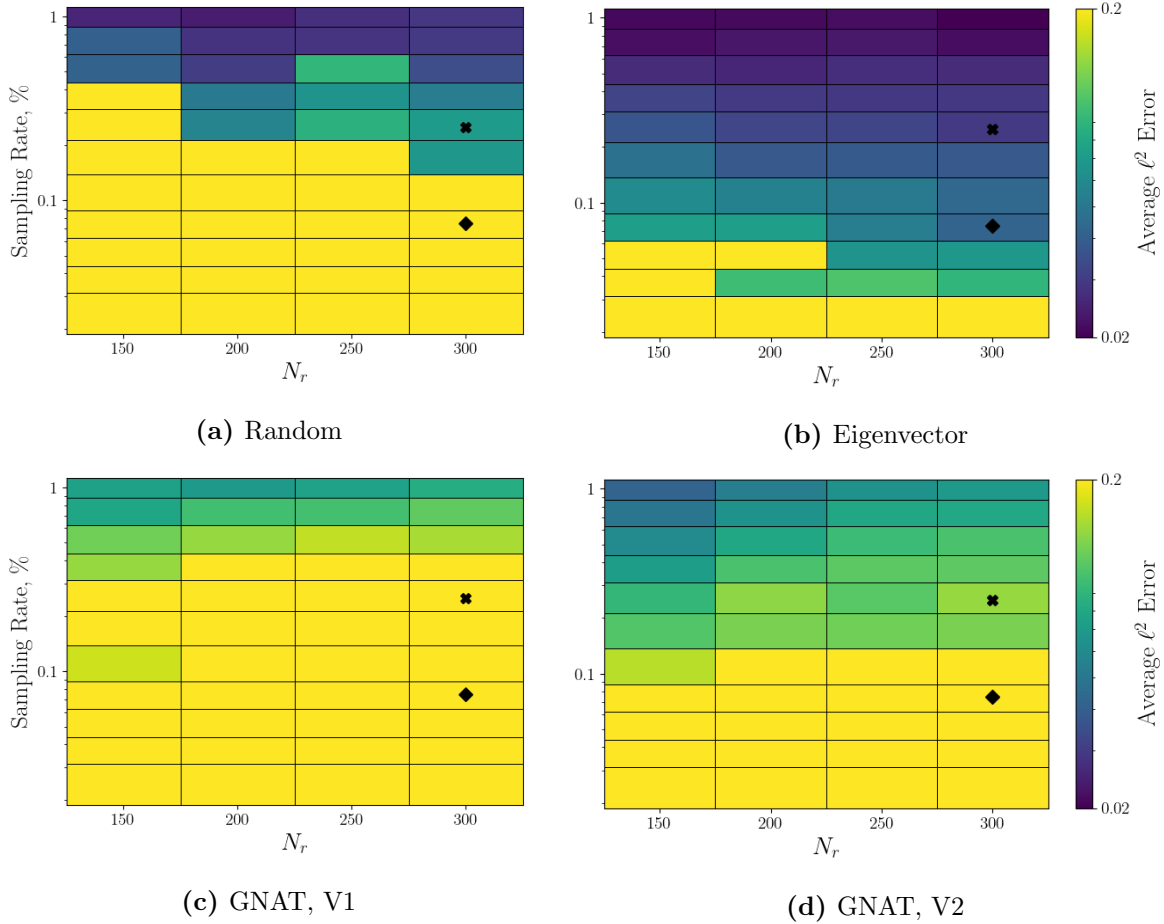 1
0.1
Sampling Rate, %
150 200 250 300
N_r
(a) Random
1
0.1
150 200 250 300
N_r
(b) Eigenvector
0.2
0.02
Average ℓ² Error
1
0.1
Sampling Rate, %
150 200 250 300
N_r
(c) GNAT, V1
1
0.1
150 200 250 300
N_r
(d) GNAT, V2
0.2
0.02
Average ℓ² Error